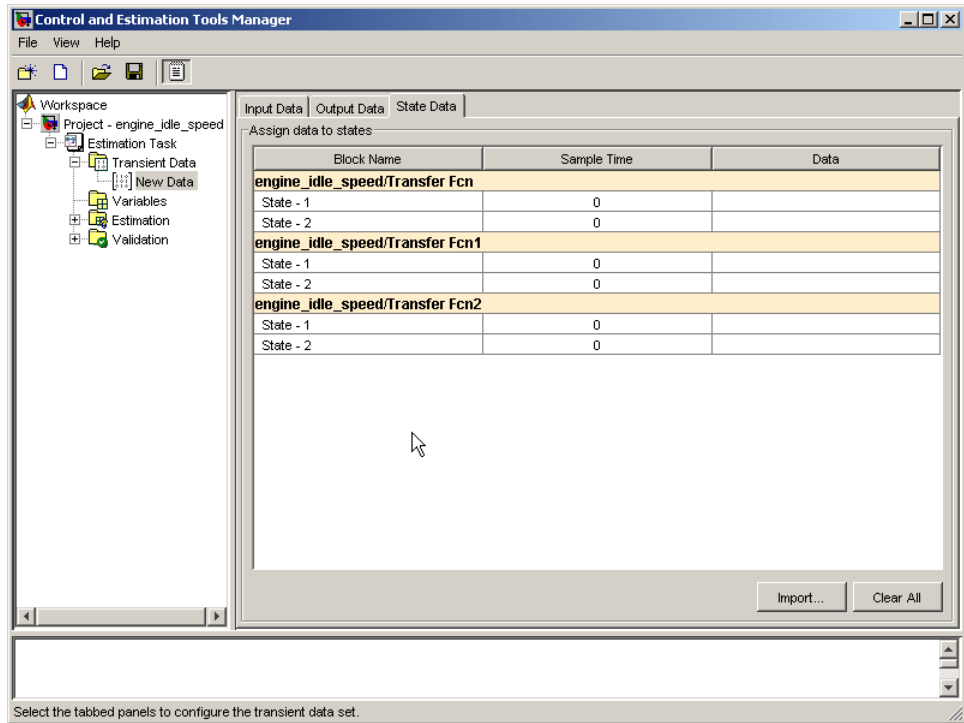 Control and Estimation Tools Manager
File View Help
Workspace
Project - engine_idle_speed
Estimation Task
Transient Data
New Data
Variables
Estimation
Validation
Input Data Output Data State Data
Assign data to states
Block Name Sample Time Data
engine_idle_speed/Transfer Fcn
State - 1 0
State - 2 0
engine_idle_speed/Transfer Fcn1
State - 1 0
State - 2 0
engine_idle_speed/Transfer Fcn2
State - 1 0
State - 2 0
Import... Clear All
Select the tabbed panels to configure the transient data set.